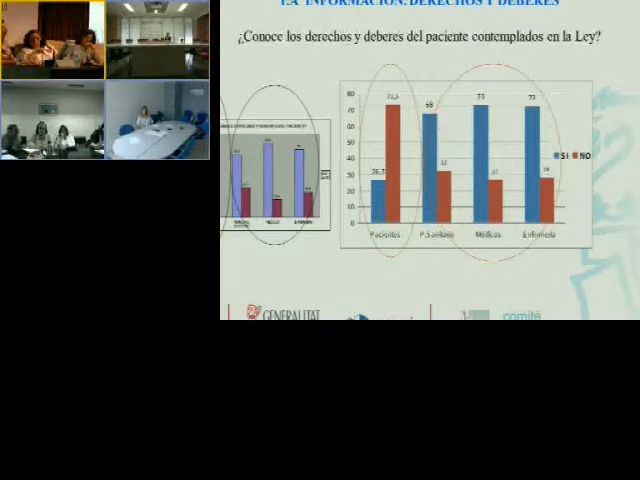 1.A INFORMACIÓN: DERECHOS Y DEBERES
¿Conoce los derechos y deberes del paciente contemplados en la Ley?
80
70
60
50
40
30
20
10
0
26,7
73,3
68
32
73
27
72
28
SI NO
Pacientes P.Sanitario Médicos Enfermería
GENERALITAT
comité